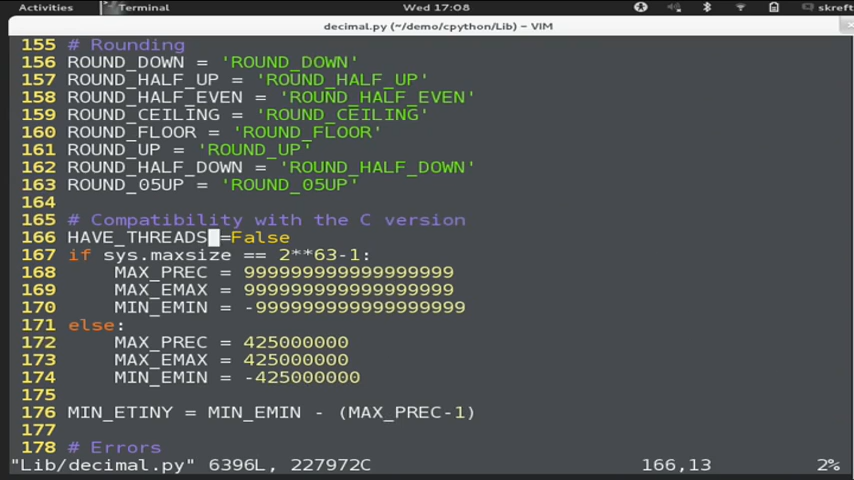 Activities Terminal Wed 17:08 skreft
decimal.py (~/demo/cpython/Lib) - VIM
155 # Rounding
156 ROUND_DOWN = 'ROUND_DOWN'
157 ROUND_HALF_UP = 'ROUND_HALF_UP'
158 ROUND_HALF_EVEN = 'ROUND_HALF_EVEN'
159 ROUND_CEILING = 'ROUND_CEILING'
160 ROUND_FLOOR = 'ROUND_FLOOR'
161 ROUND_UP = 'ROUND_UP'
162 ROUND_HALF_DOWN = 'ROUND_HALF_DOWN'
163 ROUND_05UP = 'ROUND_05UP'
164
165 # Compatibility with the C version
166 HAVE_THREADS =False
167 if sys.maxsize == 2**63-1:
168     MAX_PREC = 999999999999999999
169     MAX_EMAX = 999999999999999999
170     MIN_EMIN = -999999999999999999
171 else:
172     MAX_PREC = 425000000
173     MAX_EMAX = 425000000
174     MIN_EMIN = -425000000
175
176 MIN_ETINY = MIN_EMIN - (MAX_PREC-1)
177
178 # Errors
"Lib/decimal.py" 6396L, 227972C 166,13 2%